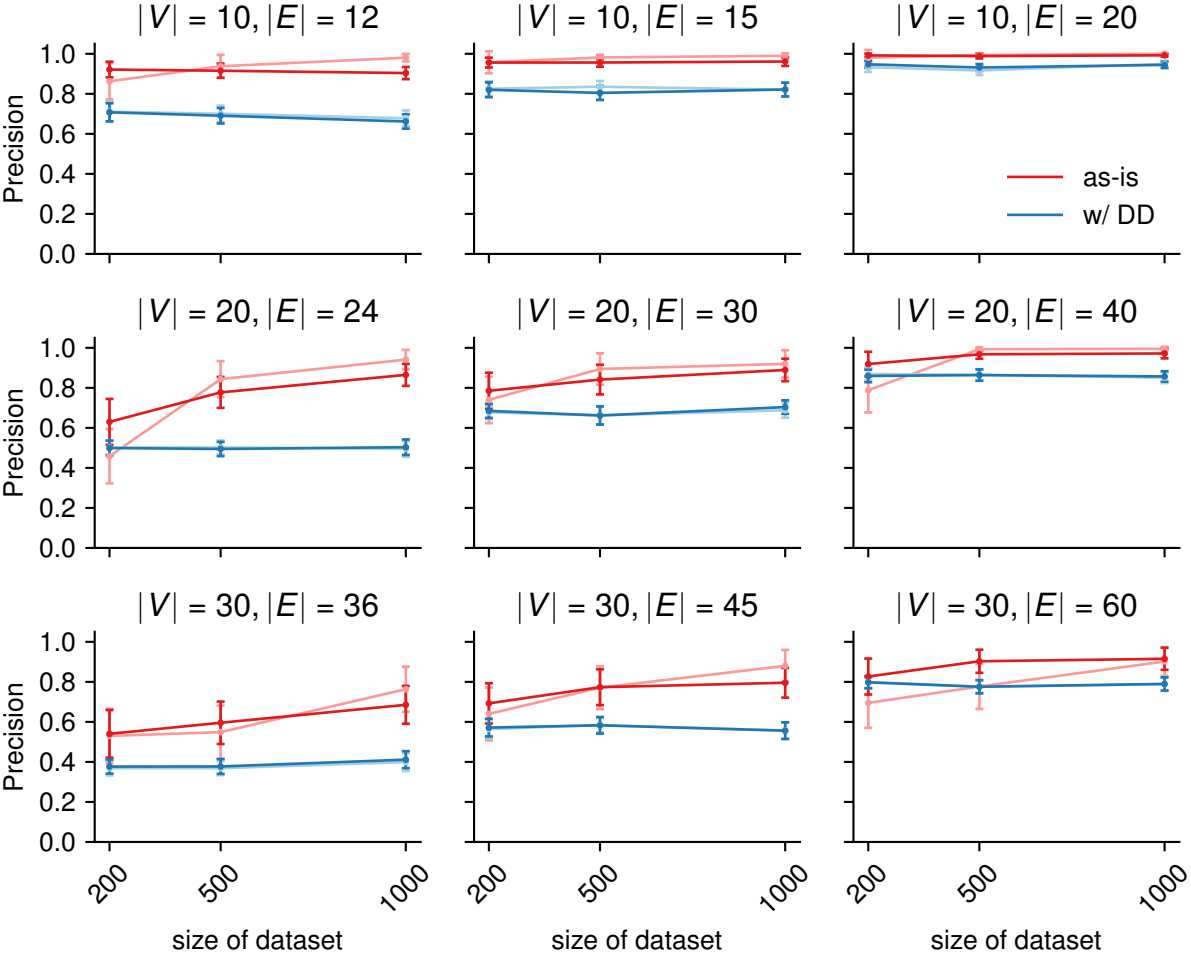 |V| = 10, |E| = 12
|V| = 10, |E| = 15
|V| = 10, |E| = 20
Precision
1.0
0.8
0.6
0.4
0.2
0.0
as-is
w/ DD
|V| = 20, |E| = 24
|V| = 20, |E| = 30
|V| = 20, |E| = 40
Precision
1.0
0.8
0.6
0.4
0.2
0.0
|V| = 30, |E| = 36
|V| = 30, |E| = 45
|V| = 30, |E| = 60
Precision
1.0
0.8
0.6
0.4
0.2
0.0
200
500
1000
200
500
1000
200
500
1000
size of dataset
size of dataset
size of dataset